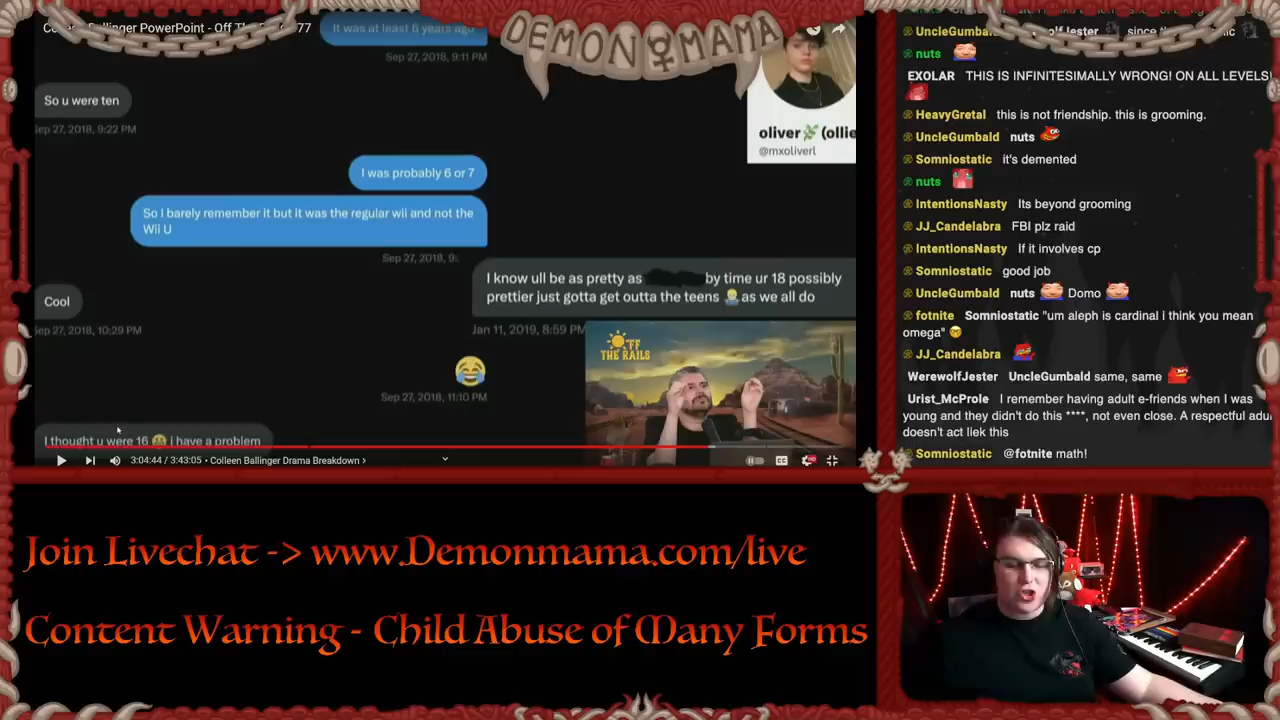 Ballinger PowerPoint - Off
77
It was at least 6 years ago
Sep 27, 2018, 9:11 PM
So u were ten
Sep 27, 2018, 9:22 PM
I was probably 6 or 7
So I barely remember it but it was the regular wii and not the
Wii U
Sep 27, 2018, 9:
Cool
Sep 27, 2018, 10:29 PM
I know ull be as pretty as
by time ur 18 possibly
prettier just gotta get outta the teens
as we all do
Jan 11, 2019, 8:59 PM
Sep 27, 2018, 11:10 PM
I thought u were 16
i have a problem
3:04:44 / 3:43:05 • Colleen Ballinger Drama Breakdown >
DEMON MAMA
oliver (ollie
@mxoliverl
OFF
THE RAILS
CC
HD
UncleGumbald
nuts
EXOLAR THIS IS INFINITESIMALLY WRONG! ON ALL LEVELS!
HeavyGretal this is not friendship. this is grooming.
UncleGumbald nuts
Somniostatic it's demented
nuts
IntentionsNasty Its beyond grooming
JJ_Candelabra FBI plz raid
IntentionsNasty If it involves cp
Somniostatic good job
UncleGumbald nuts Domo
fotnite Somniostatic "um aleph is cardinal i think you mean
omega"
JJ_Candelabra
WerewolfJester UncleGumbald same, same
Urist_McProle I remember having adult e-friends when I was
young and they didn't do this ****, not even close. A respectful adu
doesn't act liek this
Somniostatic @fotnite math!
Join Livechat -> www.Demonmama.com/live
Content Warning - Child Abuse of Many Forms